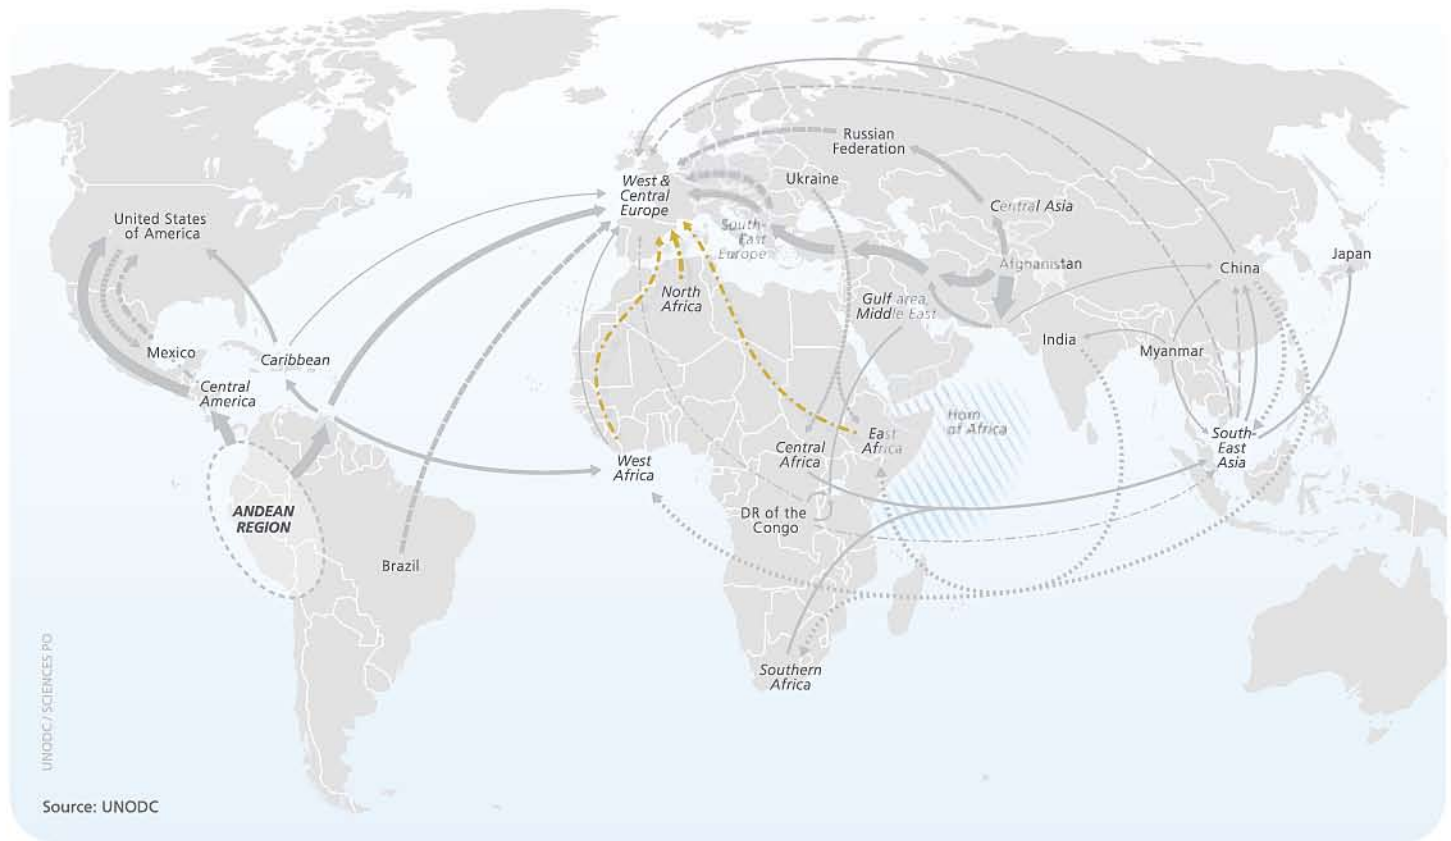 Russian
Federation
West &
Central
Europe
Ukraine
United States
of America
Central Asia
South-
East
Europe
Afghanistan
China
Japan
North
Africa
Gulf area,
Middle East
India
Mexico
Caribbean
Myanmar
Central
America
Horn
of Africa
South-
East
Asia
East
Africa
Central
Africa
West
Africa
ANDEAN
REGION
DR of the
Congo
Brazil
Southern
Africa
UNODC / SCIENCES PO
Source: UNODC